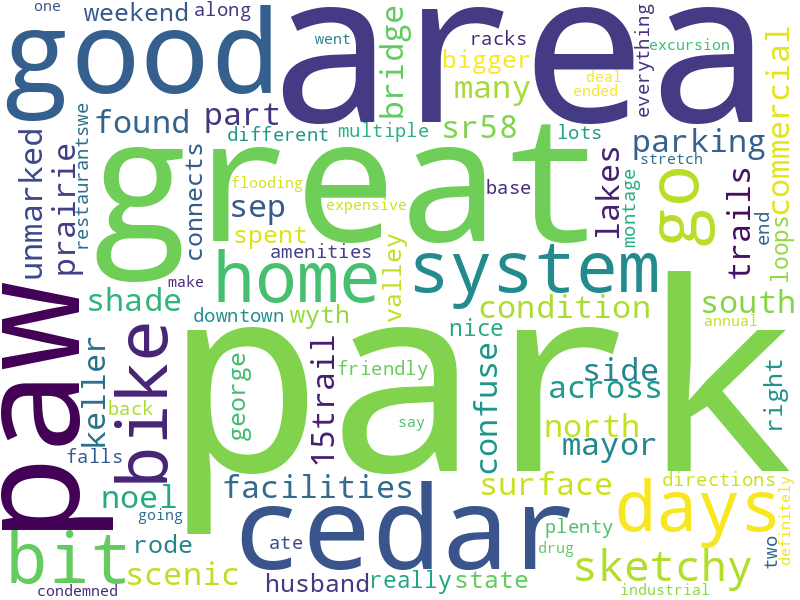 one
weekend
along
good
area
went
bridge
racks
bigger
many
everything
excursion
deal
ended
commercial
found
part
different
multiple
sr58
lots
parking
stretch
unmarked
prairie
restaurantswe
connects
great
flooding
sep
expensive
spent
base
lakes
montage
go
trails
end
loops
amenities
valley
home
system
make
shade
downtown
wyth
condition
south
annual
paw
bike
park
nice
keller
back
falls
george
15trail
friendly
say
confuse
side
across
north
mayor
right
noel
facilities
surface
directions
definitely
going
cedar
days
bit
rode
ate
plenty
two
drug
sketchy
scenic
husband
really
state
condemned
industrial